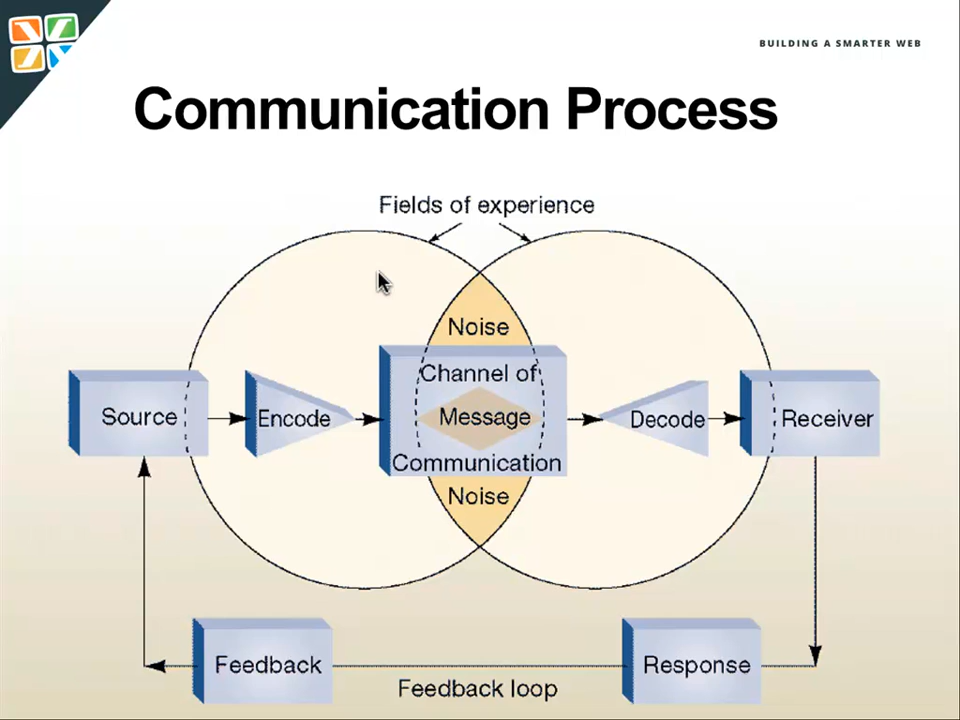 BUILDING A SMARTER WEB
Communication Process
Fields of experience
Noise
Channel of
Source
Encode
Message
Decode
Receiver
Communication
Noise
Feedback
Response
Feedback loop